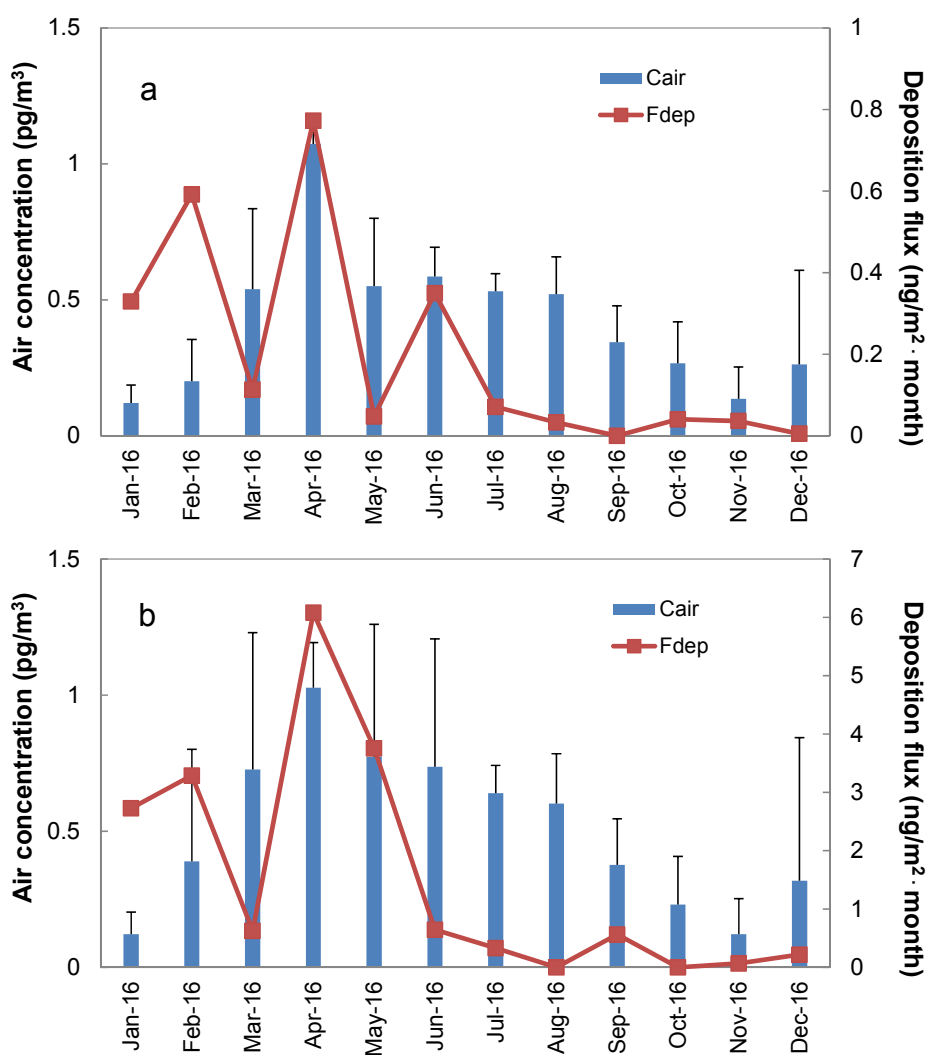 a
Air concentration (pg/m³)
1.5
1
0.5
0
Cair
Fdep
1
0.8
0.6
0.4
0.2
0
Deposition flux (ng/m²· month)
Jan-16
Feb-16
Mar-16
Apr-16
May-16
Jun-16
Jul-16
Aug-16
Sep-16
Oct-16
Nov-16
Dec-16
b
Air concentration (pg/m³)
1.5
1
0.5
0
Cair
Fdep
7
6
5
4
3
2
1
0
Deposition flux (ng/m²· month)
Jan-16
Feb-16
Mar-16
Apr-16
May-16
Jun-16
Jul-16
Aug-16
Sep-16
Oct-16
Nov-16
Dec-16